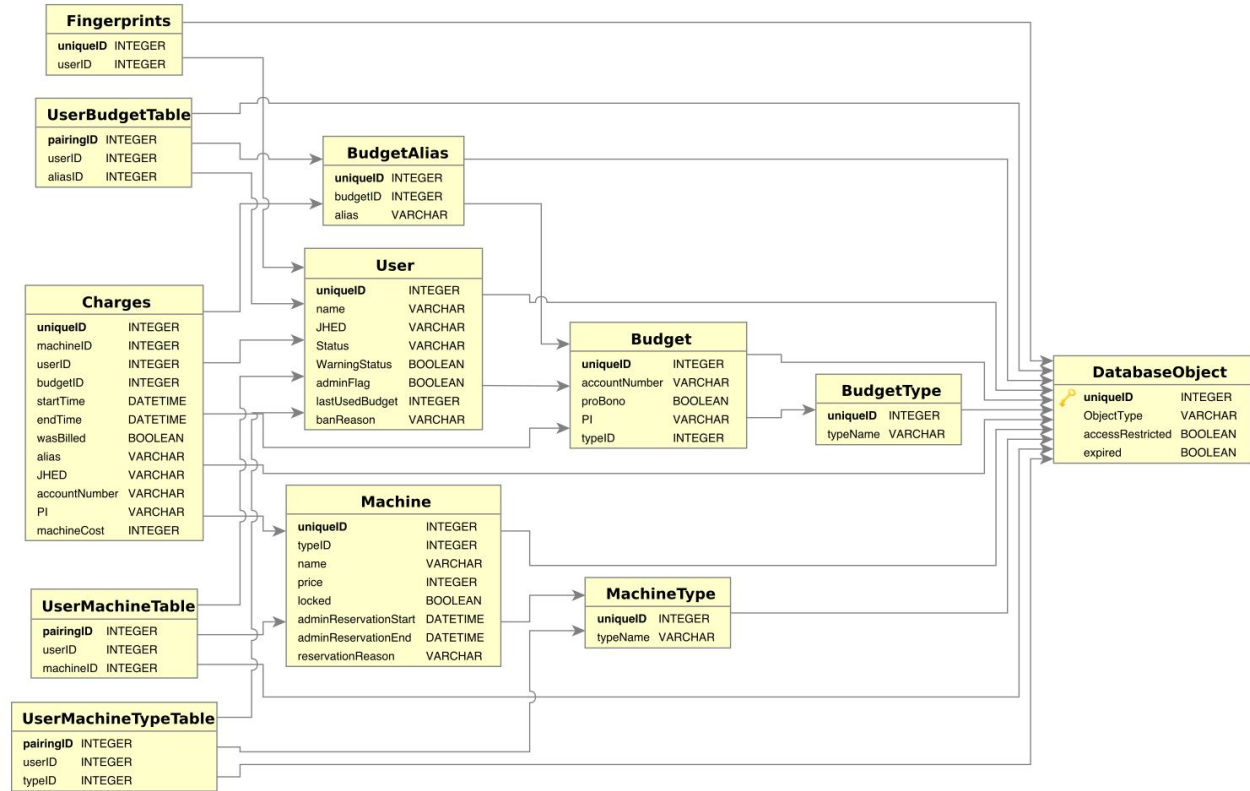 Fingerprints
uniqueID INTEGER
userID INTEGER
UserBudgetTable
pairingID INTEGER
userID INTEGER
aliasID INTEGER
BudgetAlias
uniqueID INTEGER
budgetID INTEGER
alias VARCHAR
User
uniqueID INTEGER
name VARCHAR
JHED VARCHAR
Status VARCHAR
WarningStatus BOOLEAN
adminFlag BOOLEAN
lastUsedBudget INTEGER
banReason VARCHAR
Charges
uniqueID INTEGER
machineID INTEGER
userID INTEGER
budgetID INTEGER
startTime DATETIME
endTime DATETIME
wasBilled BOOLEAN
alias VARCHAR
JHED VARCHAR
accountNumber VARCHAR
PI VARCHAR
machineCost INTEGER
Budget
uniqueID INTEGER
accountNumber VARCHAR
proBono BOOLEAN
PI VARCHAR
typeID INTEGER
BudgetType
uniqueID INTEGER
typeName VARCHAR
DatabaseObject
uniqueID INTEGER
ObjectType VARCHAR
accessRestricted BOOLEAN
expired BOOLEAN
Machine
uniqueID INTEGER
typeID INTEGER
name VARCHAR
price INTEGER
locked BOOLEAN
adminReservationStart DATETIME
adminReservationEnd DATETIME
reservationReason VARCHAR
MachineType
uniqueID INTEGER
typeName VARCHAR
UserMachineTable
pairingID INTEGER
userID INTEGER
machineID INTEGER
UserMachineTypeTable
pairingID INTEGER
userID INTEGER
typeID INTEGER